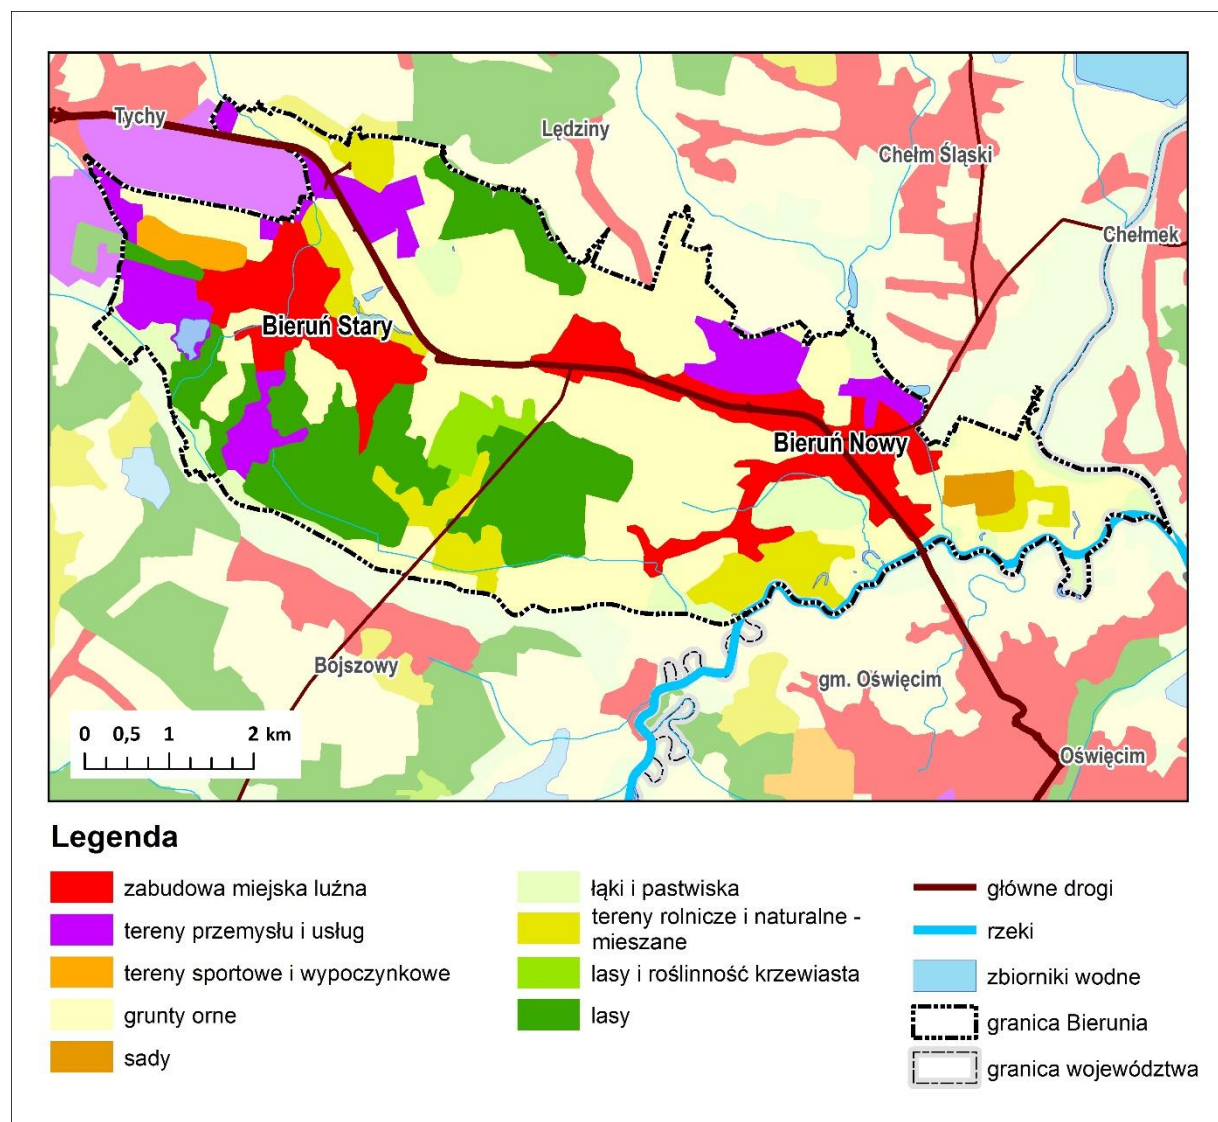 Tychy
Lędziny
Chełm Śląski
Chełmek
Bieruń Stary
Bieruń Nowy
Bojszowy
gm. Oświęcim
Oświęcim
0 0,5 1 2 km
Legenda
zabudowa miejska luźna
tereny przemysłu i usług
tereny sportowe i wypoczynkowe
grunty orne
sady
łąki i pastwiska
tereny rolnicze i naturalne -
mieszane
lasy i roślinność krzewiasta
lasy
główne drogi
rzeki
zbiorniki wodne
granica Bierunia
granica województwa